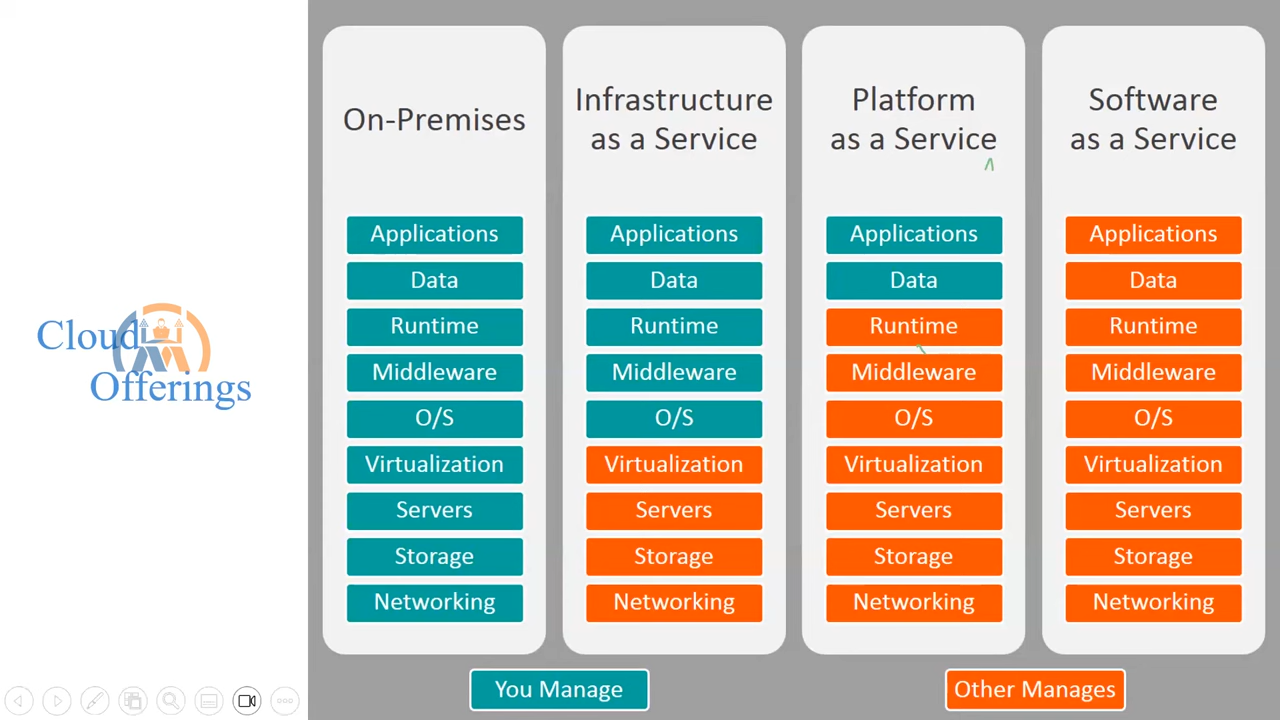 Cloud
Offerings
On-Premises
Applications
Data
Runtime
Middleware
O/S
Virtualization
Servers
Storage
Networking
Infrastructure
as a Service
Applications
Data
Runtime
Middleware
O/S
Virtualization
Servers
Storage
Networking
Platform
as a Service
Applications
Data
Runtime
Middleware
O/S
Virtualization
Servers
Storage
Networking
Software
as a Service
Applications
Data
Runtime
Middleware
O/S
Virtualization
Servers
Storage
Networking
You Manage
Other Manages